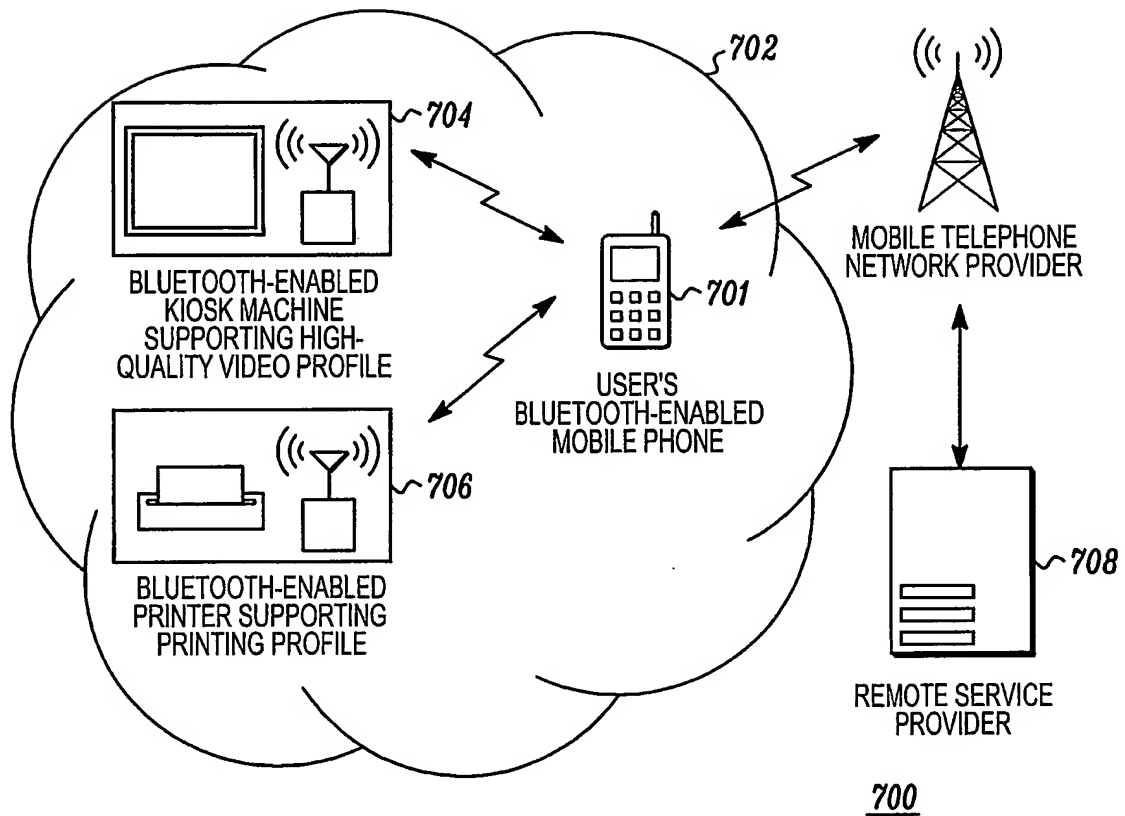 702
704
BLUETOOTH-ENABLED
KIOSK MACHINE
SUPPORTING HIGH-
QUALITY VIDEO PROFILE
701
USER'S
BLUETOOTH-ENABLED
MOBILE PHONE
MOBILE TELEPHONE
NETWORK PROVIDER
706
BLUETOOTH-ENABLED
PRINTER SUPPORTING
PRINTING PROFILE
708
REMOTE SERVICE
PROVIDER
700